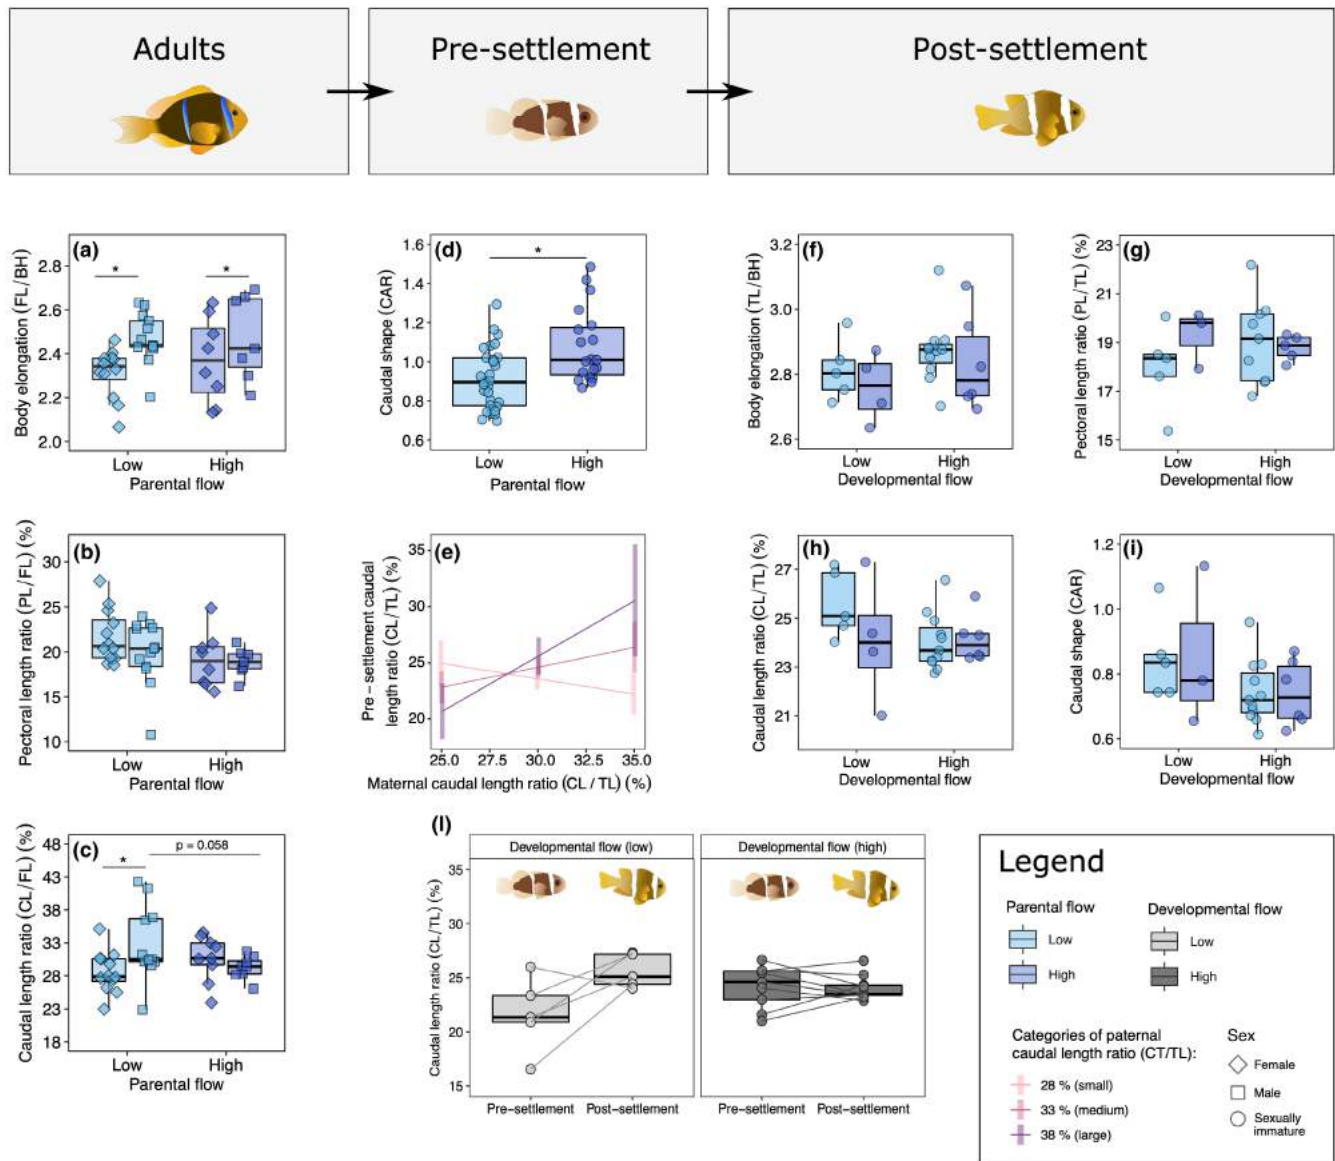 Adults
Pre-settlement
Post-settlement
(a)
Body elongation (FL/BH)
2.8
2.6
2.4
2.2
2.0
*
*
Low
High
Parental flow
(d)
Caudal shape (CAR)
1.6
1.4
1.2
1.0
0.8
0.6
*
Low
High
Parental flow
(f)
Body elongation (TL/BH)
3.2
3.0
2.8
2.6
Low
High
Developmental flow
(g)
Pectoral length ratio (PL/TL) (%)
23
21
19
17
15
Low
High
Developmental flow
(b)
Pectoral length ratio (PL/FL) (%)
30
25
20
15
10
Low
High
Parental flow
(e)
Pre – settlement caudal
length ratio (CL/TL) (%)
35
30
25
20
25.0
27.5
30.0
32.5
35.0
Maternal caudal length ratio (CL / TL) (%)
(h)
Caudal length ratio (CL/TL) (%)
27
25
23
21
Low
High
Developmental flow
(i)
Caudal shape (CAR)
1.2
1.0
0.8
0.6
Low
High
Developmental flow
(c)
Caudal length ratio (CL/FL) (%)
48
43
38
33
28
23
18
*
p = 0.058
Low
High
Parental flow
(l)
Caudal length ratio (CL/TL) (%)
35
30
25
20
15
Developmental flow (low)
Developmental flow (high)
Pre–settlement
Post–settlement
Pre–settlement
Post–settlement
Legend
Parental flow
Low
High
Developmental flow
Low
High
Categories of paternal
caudal length ratio (CT/TL):
28 % (small)
33 % (medium)
38 % (large)
Sex
Female
Male
Sexually
immature